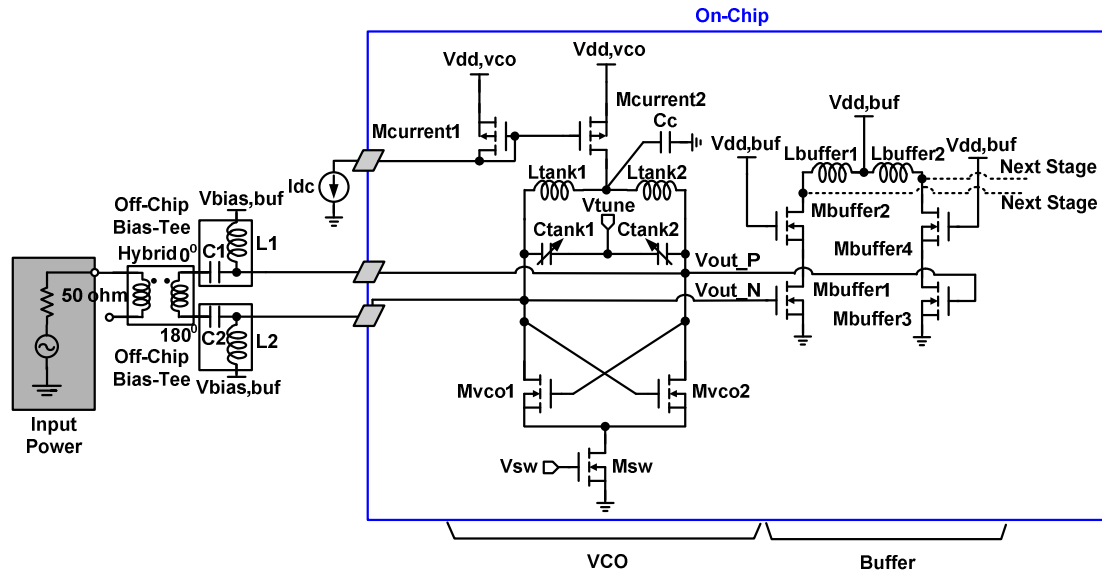 On-Chip
Vdd,vco
Vdd,vco
Mcurrent2
Cc
Mcurrent1
Vdd,buf
Vdd,buf
Vdd,buf
Lbuffer1
Lbuffer2
Next Stage
Next Stage
Idc
Ltank1
Ltank2
Vtune
Ctank1
Ctank2
Mbuffer2
Mbuffer4
Off-Chip
Bias-Tee
Vbias,buf
Hybrid
0⁰
C1
L1
50 ohm
Vout_P
Vout_N
Mbuffer1
Mbuffer3
180⁰
C2
L2
Off-Chip
Bias-Tee
Vbias,buf
Input
Power
Mvco1
Mvco2
Vsw
Msw
VCO
Buffer